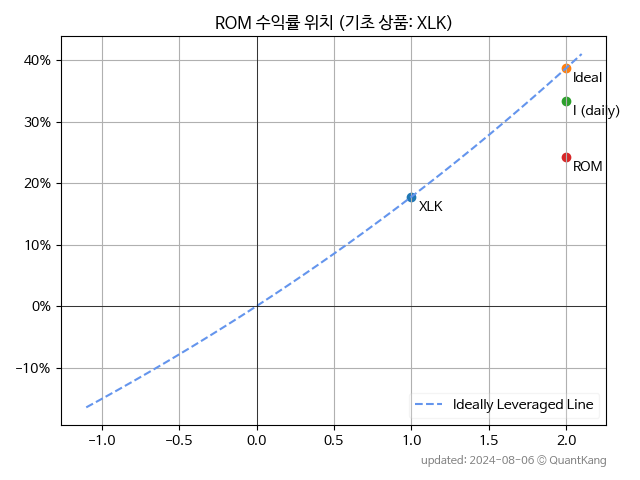 ROM 수익률 위치 (기초 상품: XLK)
40%
30%
20%
10%
0%
−10%
Ideal
I (daily)
ROM
XLK
Ideally Leveraged Line
−1.0 −0.5 0.0 0.5 1.0 1.5 2.0
updated: 2024-08-06 © QuantKang